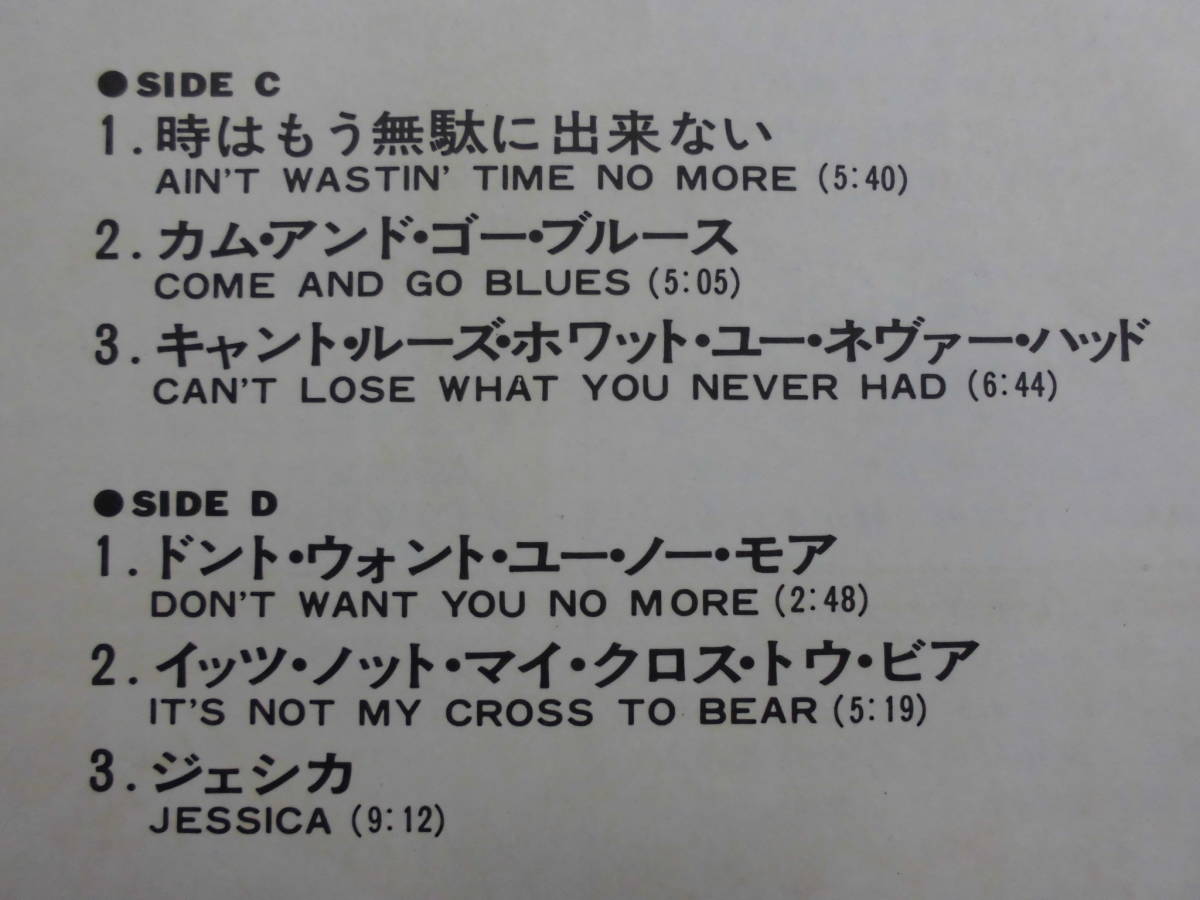 ●SIDE C
1.時はもう無駄に出来ない
AIN'T WASTIN' TIME NO MORE (5:40)
2.カム・アンド・ゴー・ブルース
COME AND GO BLUES (5:05)
3.キャント・ルーズ・ホワット・ユー・ネヴァー・ハッド
CAN'T LOSE WHAT YOU NEVER HAD (6:44)
●SIDE D
1.ドント・ウォント・ユー・ノー・モア
DON'T WANT YOU NO MORE (2:48)
2.イッツ・ノット・マイ・クロス・トウ・ビア
IT'S NOT MY CROSS TO BEAR (5:19)
3.ジェシカ
JESSICA (9:12)